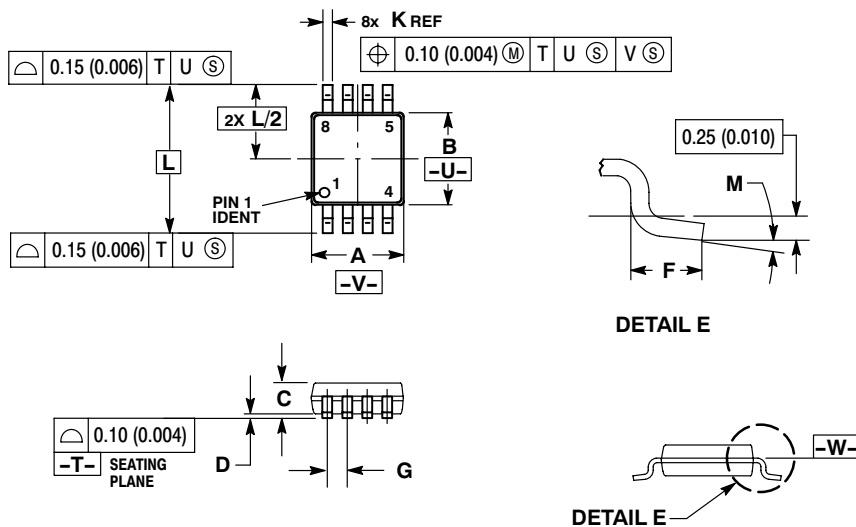 8x K REF
⌖ 0.10 (0.004) Ⓜ T U Ⓢ V Ⓢ
⌓ 0.15 (0.006) T U Ⓢ
2X L/2
8 5
B
–U–
L
1
4
PIN 1
IDENT
⌓ 0.15 (0.006) T U Ⓢ
A
–V–
0.25 (0.010)
M
F
DETAIL E
C
⌓ 0.10 (0.004)
–T– SEATING
PLANE
D
G
–W–
DETAIL E